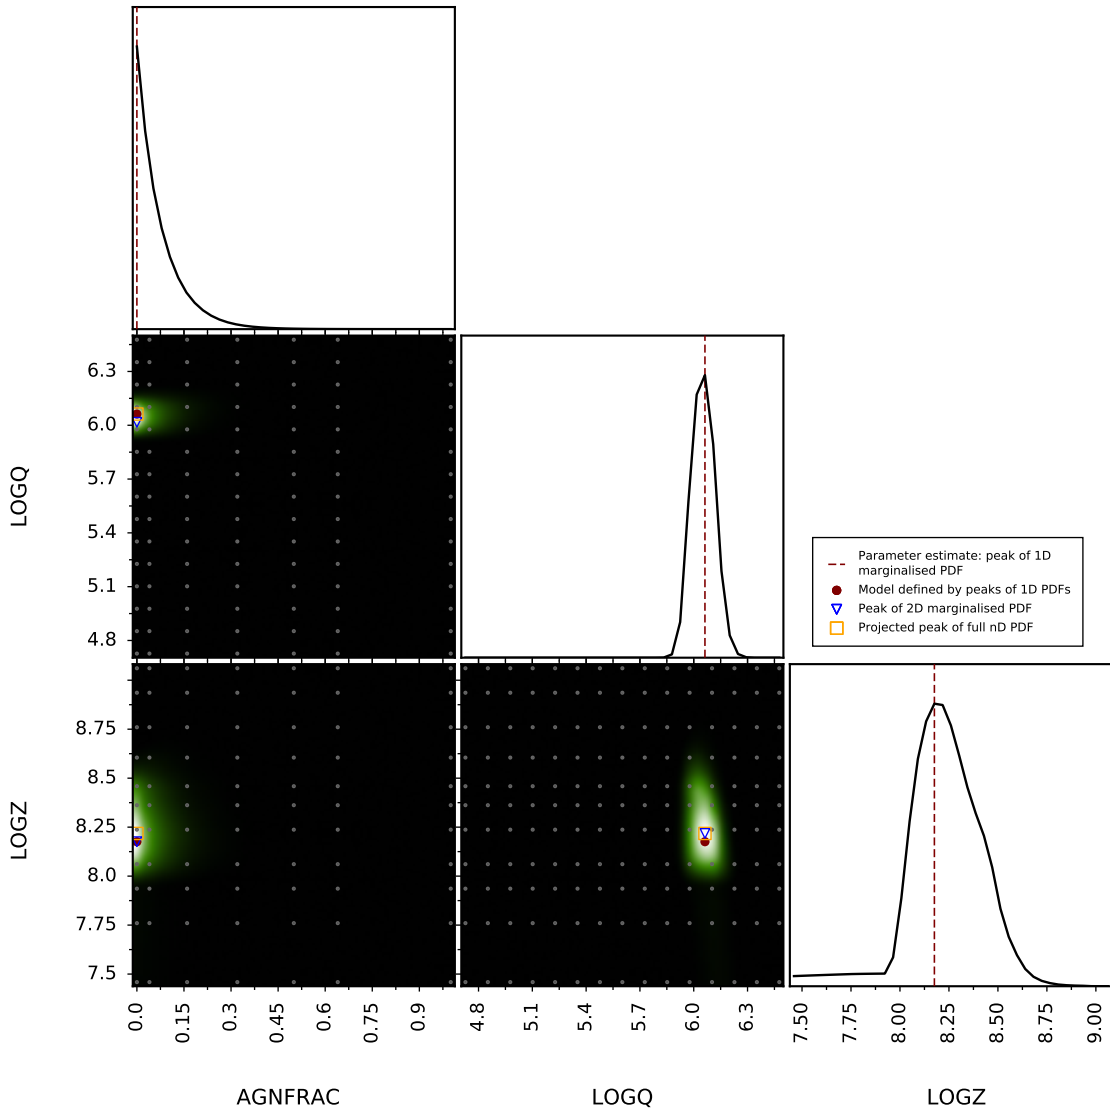 6.3
6.0
5.7
5.4
5.1
4.8
LOGQ
Parameter estimate: peak of 1D
marginalised PDF
Model defined by peaks of 1D PDFs
Peak of 2D marginalised PDF
Projected peak of full nD PDF
8.75
8.5
8.25
8.0
7.75
7.5
LOGZ
0.0 0.15 0.3 0.45 0.6 0.75 0.9
4.8 5.1 5.4 5.7 6.0 6.3
7.50 7.75 8.00 8.25 8.50 8.75 9.00
AGNFRAC
LOGQ
LOGZ